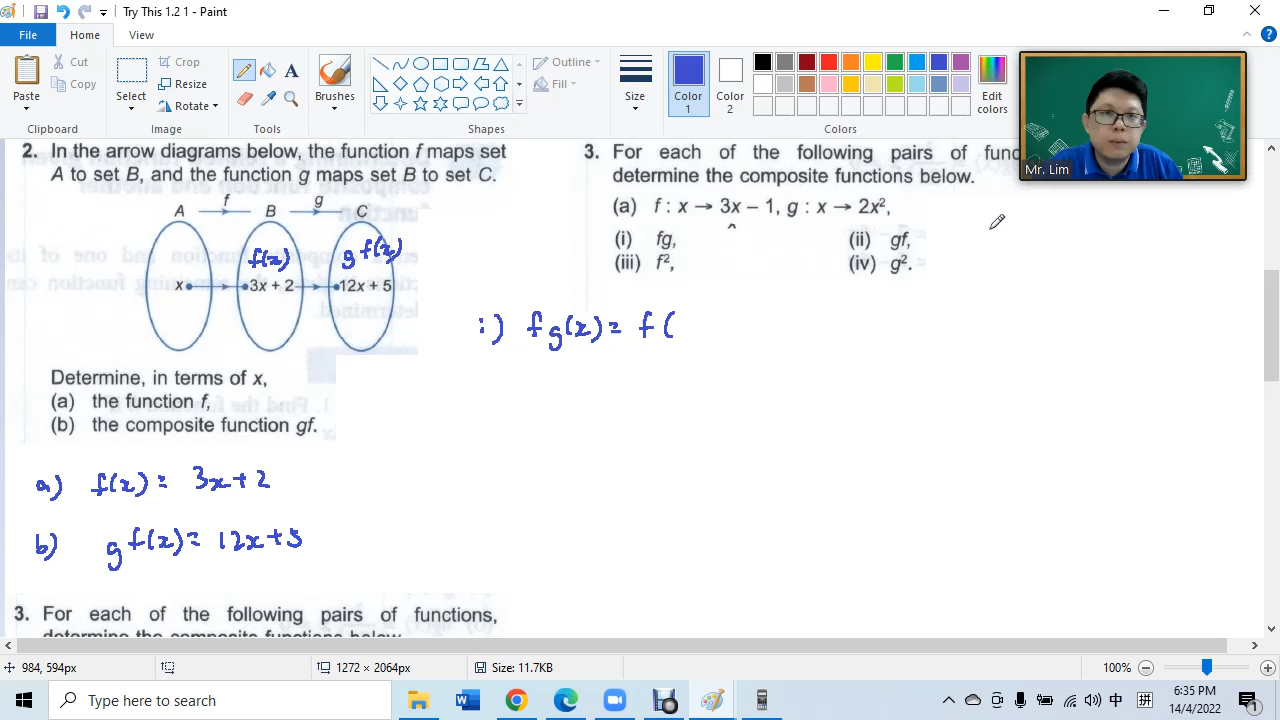 Try This 1.2 1 - Paint
File Home View
Paste Cut Copy
Clipboard
Select Crop Resize Rotate
Image
A
Tools
Brushes
Outline Fill
Shapes
Size
Color 1 Color 2
Edit colors
Colors
Mr. Lim
2. In the arrow diagrams below, the function f maps set
A to set B, and the function g maps set B to set C.
A f B g C
f(x) g f(x)
x 3x + 2 12x + 5
Determine, in terms of x,
(a) the function f,
(b) the composite function gf.
a) f(x) = 3x + 2
b) g f(x) = 12x + 5
3. For each of the following pairs of functions,
3. For each of the following pairs of func
determine the composite functions below.
(a) f : x → 3x – 1, g : x → 2x²,
(i) fg, (ii) gf,
(iii) f², (iv) g².
i) f g(x) = f (
984, 594px 1272 × 2064px Size: 11.7KB 100%
Type here to search
中 拼 6:35 PM
14/4/2022
1